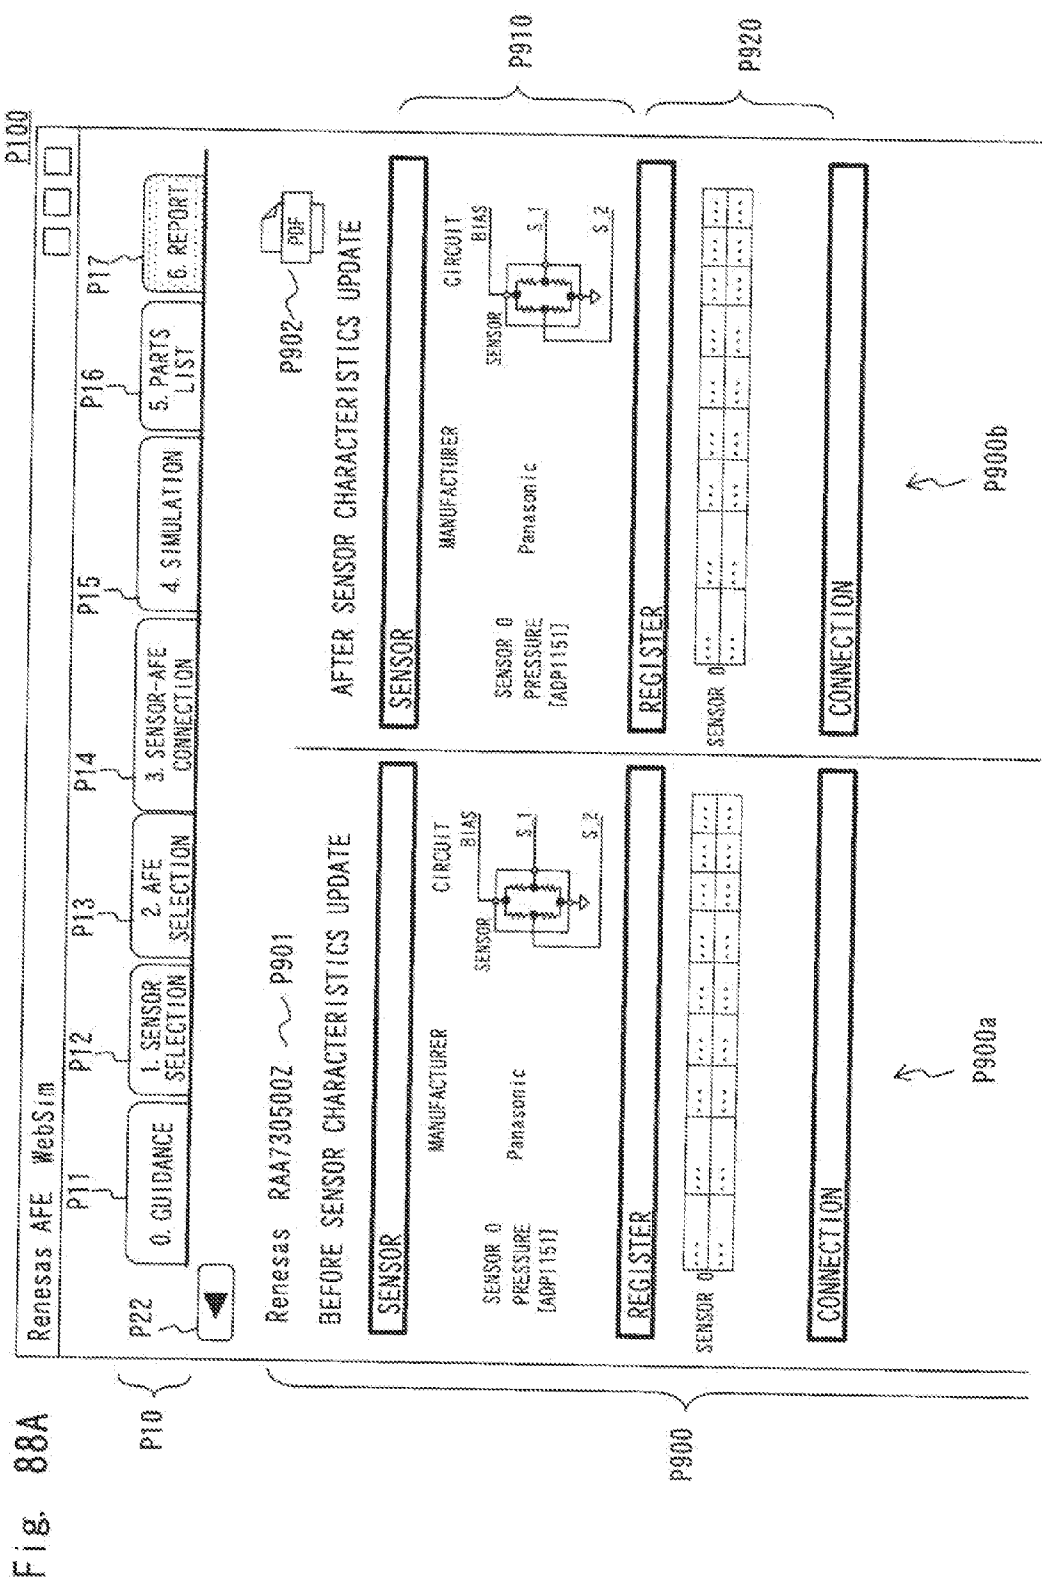 Fig. 88A
P100
Renesas AFE WebSim
P10
P22
P11
P12
P13
P14
P15
P16
P17
0. GUIDANCE
1. SENSOR
SELECTION
2. AFE
SELECTION
3. SENSOR-AFE
CONNECTION
4. SIMULATION
5. PARTS
LIST
6. REPORT
Renesas RAA730500Z
P901
P902
PDF
P900
BEFORE SENSOR CHARACTERISTICS UPDATE
SENSOR
MANUFACTURER
CIRCUIT
SENSOR
BIAS
S_1
S_2
SENSOR 0
PRESSURE
[ADP1151]
Panasonic
REGISTER
SENSOR 0
... ... ... ... ... ... ... ...
... ... ... ... ... ... ... ...
CONNECTION
P900a
AFTER SENSOR CHARACTERISTICS UPDATE
SENSOR
MANUFACTURER
CIRCUIT
SENSOR
BIAS
S_1
S_2
SENSOR 0
PRESSURE
[ADP1151]
Panasonic
REGISTER
SENSOR 0
... ... ... ... ... ... ... ...
... ... ... ... ... ... ... ...
CONNECTION
P900b
P910
P920